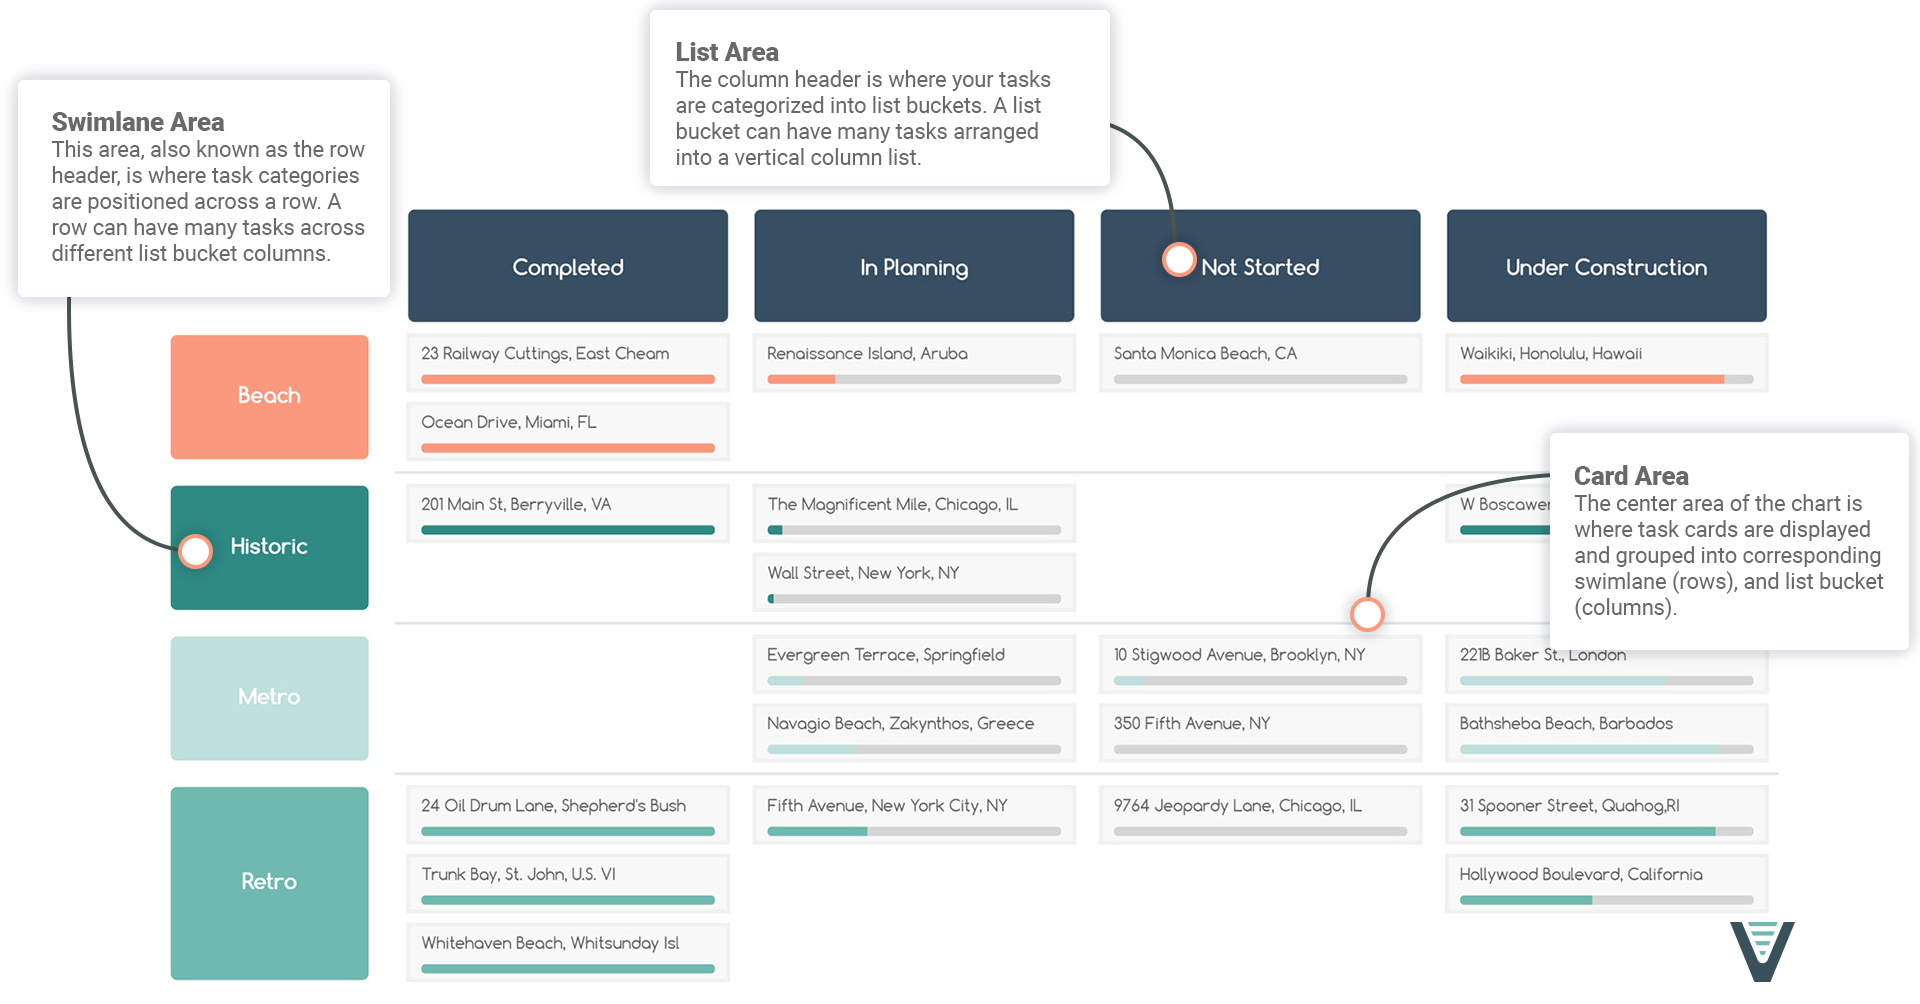 List Area
The column header is where your tasks
are categorized into list buckets. A list
bucket can have many tasks arranged
into a vertical column list.
Swimlane Area
This area, also known as the row
header, is where task categories
are positioned across a row. A
row can have many tasks across
different list bucket columns.
Completed
In Planning
Not Started
Under Construction
Beach
23 Railway Cuttings, East Cheam
Renaissance Island, Aruba
Santa Monica Beach, CA
Waikiki, Honolulu, Hawaii
Ocean Drive, Miami, FL
Card Area
The center area of the chart is
where task cards are displayed
and grouped into corresponding
swimlane (rows), and list bucket
(columns).
Historic
201 Main St, Berryville, VA
The Magnificent Mile, Chicago, IL
W
Wall Street, New York, NY
Metro
Evergreen Terrace, Springfield
10 Stigwood Avenue, Brooklyn, NY
221B Baker St., London
Navagio Beach, Zakynthos, Greece
350 Fifth Avenue, NY
Bathsheba Beach, Barbados
Retro
24 Oil Drum Lane, Shepherd's Bush
Fifth Avenue, New York City, NY
9764 Jeopardy Lane, Chicago, IL
31 Spooner Street, Quahog,RI
Trunk Bay, St. John, U.S. VI
Hollywood Boulevard, California
Whitehaven Beach, Whitsunday Isl